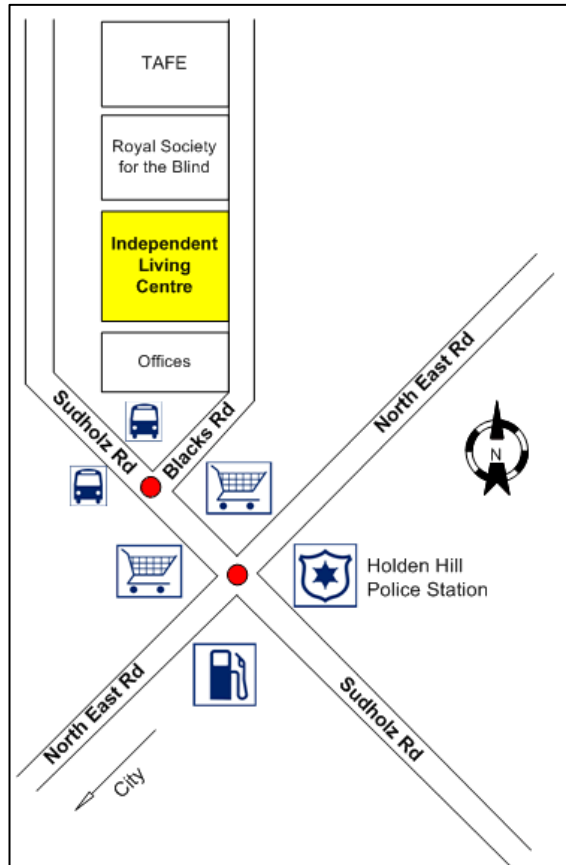 TAFE
Royal Society
for the Blind
Independent
Living
Centre
Offices
North East Rd
Sudholz Rd
Blacks Rd
N
Holden Hill
Police Station
North East Rd
Sudholz Rd
City